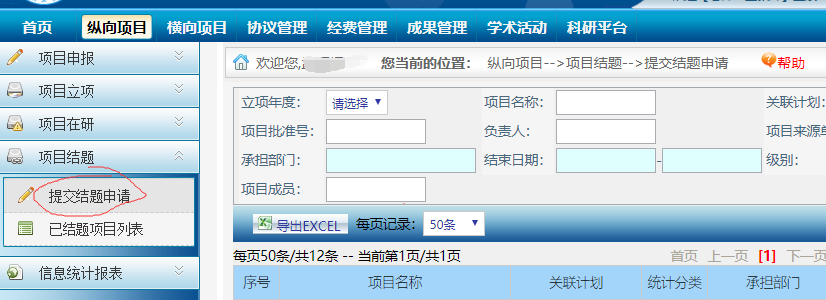 首页 纵向项目 横向项目 协议管理 经费管理 成果管理 学术活动 科研平台
项目申报
项目立项
项目在研
项目结题
提交结题申请
已结题项目列表
信息统计报表
欢迎您, 您当前的位置: 纵向项目-->项目结题-->提交结题申请 帮助
立项年度: 请选择 项目名称: 关联计划:
项目批准号: 负责人: 项目来源单
承担部门: 结束日期: - 级别:
项目成员:
导出EXCEL 每页记录: 50条
每页50条/共12条 -- 当前第1页/共1页 首页 上一页 [1] 下一页
序号 项目名称 关联计划 统计分类 承担部门